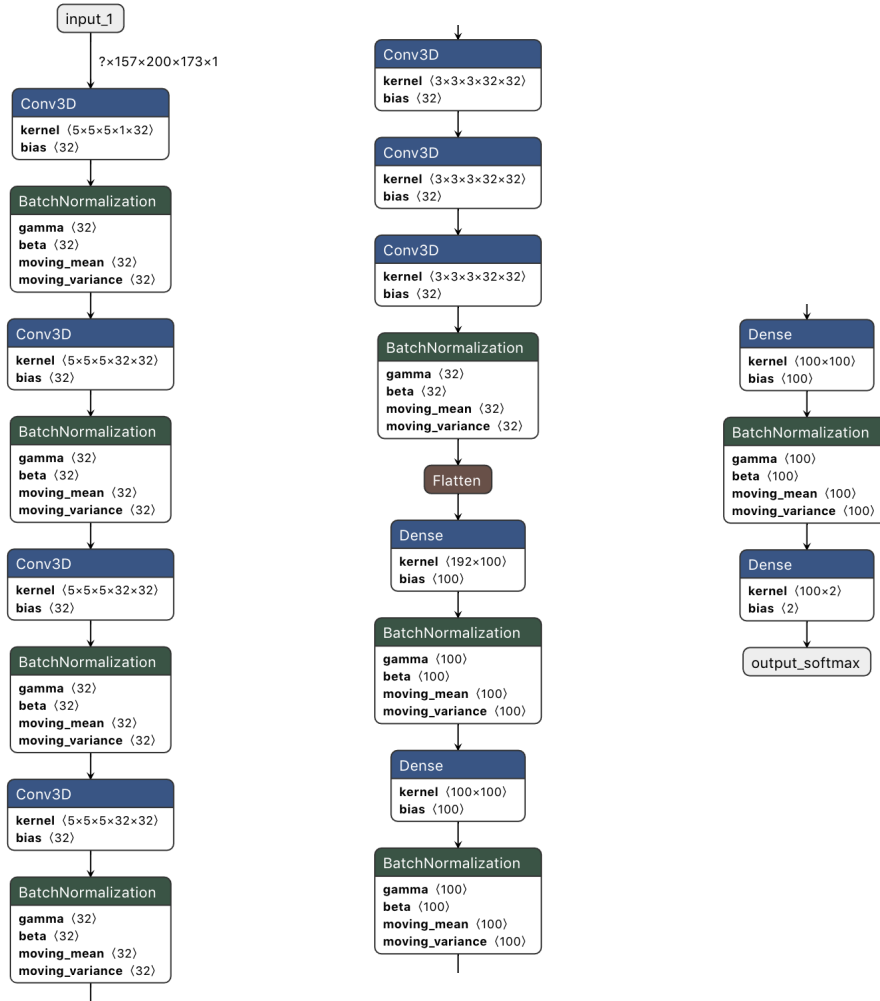 input_1
?×157×200×173×1
Conv3D
kernel ⟨5×5×5×1×32⟩
bias ⟨32⟩
BatchNormalization
gamma ⟨32⟩
beta ⟨32⟩
moving_mean ⟨32⟩
moving_variance ⟨32⟩
Conv3D
kernel ⟨5×5×5×32×32⟩
bias ⟨32⟩
BatchNormalization
gamma ⟨32⟩
beta ⟨32⟩
moving_mean ⟨32⟩
moving_variance ⟨32⟩
Conv3D
kernel ⟨5×5×5×32×32⟩
bias ⟨32⟩
BatchNormalization
gamma ⟨32⟩
beta ⟨32⟩
moving_mean ⟨32⟩
moving_variance ⟨32⟩
Conv3D
kernel ⟨5×5×5×32×32⟩
bias ⟨32⟩
BatchNormalization
gamma ⟨32⟩
beta ⟨32⟩
moving_mean ⟨32⟩
moving_variance ⟨32⟩
Conv3D
kernel ⟨3×3×3×32×32⟩
bias ⟨32⟩
Conv3D
kernel ⟨3×3×3×32×32⟩
bias ⟨32⟩
Conv3D
kernel ⟨3×3×3×32×32⟩
bias ⟨32⟩
BatchNormalization
gamma ⟨32⟩
beta ⟨32⟩
moving_mean ⟨32⟩
moving_variance ⟨32⟩
Flatten
Dense
kernel ⟨192×100⟩
bias ⟨100⟩
BatchNormalization
gamma ⟨100⟩
beta ⟨100⟩
moving_mean ⟨100⟩
moving_variance ⟨100⟩
Dense
kernel ⟨100×100⟩
bias ⟨100⟩
BatchNormalization
gamma ⟨100⟩
beta ⟨100⟩
moving_mean ⟨100⟩
moving_variance ⟨100⟩
Dense
kernel ⟨100×100⟩
bias ⟨100⟩
BatchNormalization
gamma ⟨100⟩
beta ⟨100⟩
moving_mean ⟨100⟩
moving_variance ⟨100⟩
Dense
kernel ⟨100×2⟩
bias ⟨2⟩
output_softmax